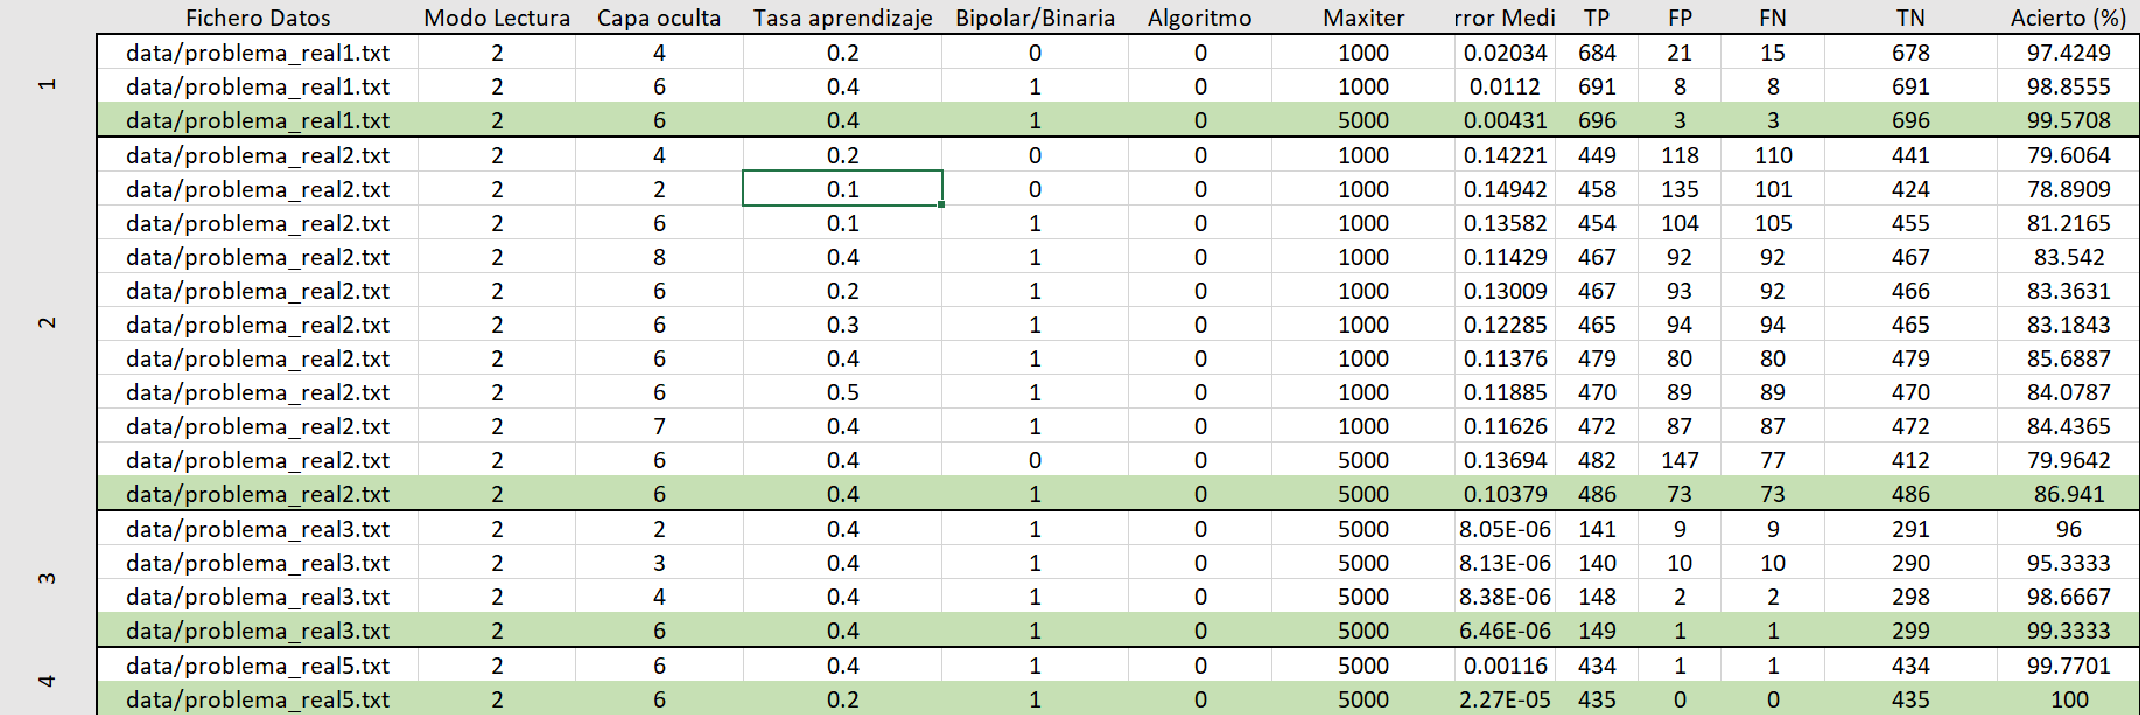 Fichero Datos Modo Lectura Capa oculta Tasa aprendizaje Bipolar/Binaria Algoritmo Maxiter rror Medi TP FP FN TN Acierto (%)
1
data/problema_real1.txt 2 4 0.2 0 0 1000 0.02034 684 21 15 678 97.4249
data/problema_real1.txt 2 6 0.4 1 0 1000 0.0112 691 8 8 691 98.8555
data/problema_real1.txt 2 6 0.4 1 0 5000 0.00431 696 3 3 696 99.5708
2
data/problema_real2.txt 2 4 0.2 0 0 1000 0.14221 449 118 110 441 79.6064
data/problema_real2.txt 2 2 0.1 0 0 1000 0.14942 458 135 101 424 78.8909
data/problema_real2.txt 2 6 0.1 1 0 1000 0.13582 454 104 105 455 81.2165
data/problema_real2.txt 2 8 0.4 1 0 1000 0.11429 467 92 92 467 83.542
data/problema_real2.txt 2 6 0.2 1 0 1000 0.13009 467 93 92 466 83.3631
data/problema_real2.txt 2 6 0.3 1 0 1000 0.12285 465 94 94 465 83.1843
data/problema_real2.txt 2 6 0.4 1 0 1000 0.11376 479 80 80 479 85.6887
data/problema_real2.txt 2 6 0.5 1 0 1000 0.11885 470 89 89 470 84.0787
data/problema_real2.txt 2 7 0.4 1 0 1000 0.11626 472 87 87 472 84.4365
data/problema_real2.txt 2 6 0.4 0 0 5000 0.13694 482 147 77 412 79.9642
data/problema_real2.txt 2 6 0.4 1 0 5000 0.10379 486 73 73 486 86.941
3
data/problema_real3.txt 2 2 0.4 1 0 5000 8.05E-06 141 9 9 291 96
data/problema_real3.txt 2 3 0.4 1 0 5000 8.13E-06 140 10 10 290 95.3333
data/problema_real3.txt 2 4 0.4 1 0 5000 8.38E-06 148 2 2 298 98.6667
data/problema_real3.txt 2 6 0.4 1 0 5000 6.46E-06 149 1 1 299 99.3333
4
data/problema_real5.txt 2 6 0.4 1 0 5000 0.00116 434 1 1 434 99.7701
data/problema_real5.txt 2 6 0.2 1 0 5000 2.27E-05 435 0 0 435 100